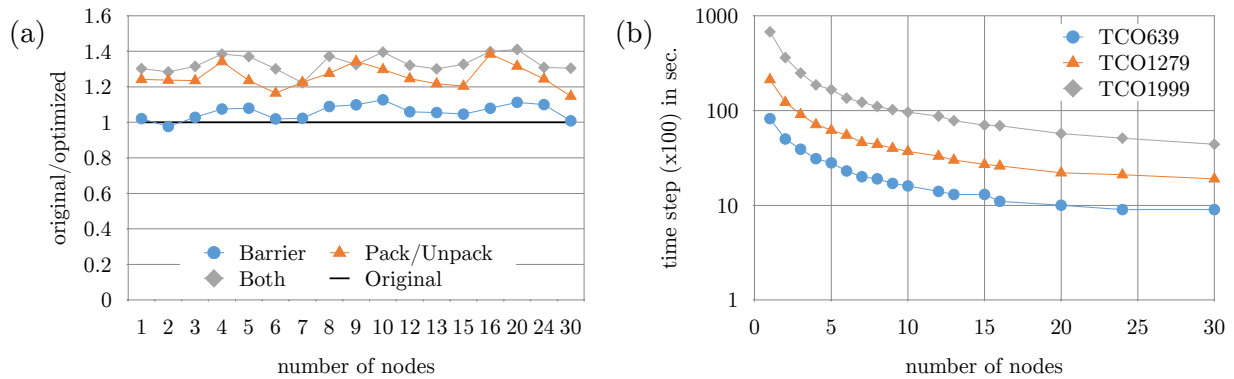 (a)
original/optimized
1.6
1.4
1.2
1
0.8
0.6
0.4
0.2
0
Barrier
Pack/Unpack
Both
Original
1 2 3 4 5 6 7 8 9 10 12 13 15 16 20 24 30
number of nodes
(b)
time step (x100) in sec.
1000
100
10
1
TCO639
TCO1279
TCO1999
0 5 10 15 20 25 30
number of nodes